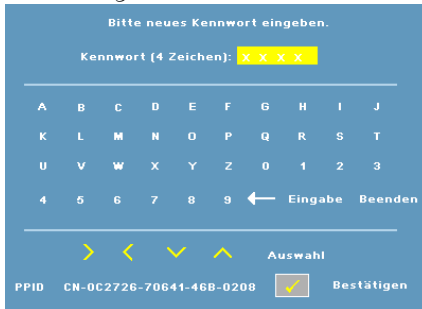 Bitte neues Kennwort eingeben.
Kennwort (4 Zeichen): X X X X
A B C D E F G H I J
K L M N O P Q R S T
U V W X Y Z 0 1 2 3
4 5 6 7 8 9 ← Eingabe Beenden
> < ∨ ∧ Auswahl
PPID CN-0C2726-70641-46B-0208 ✓ Bestätigen